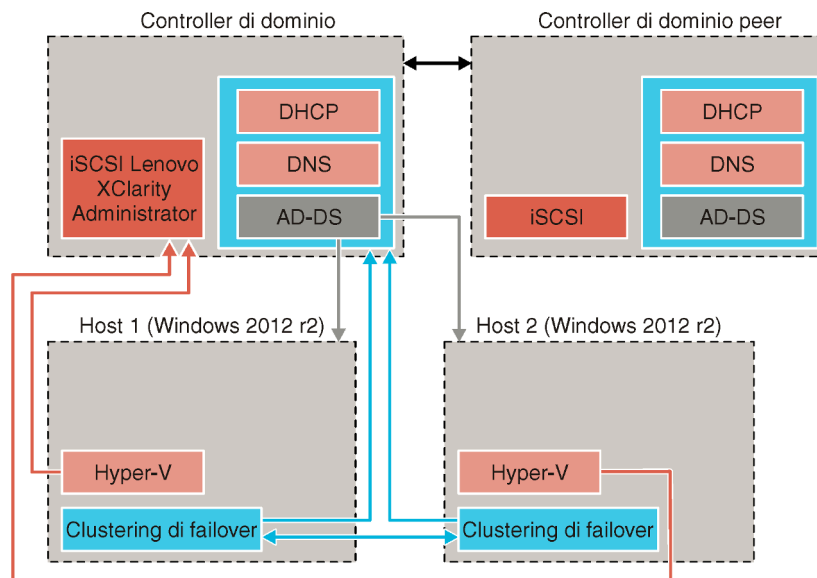 Controller di dominio
Controller di dominio peer
DHCP
DNS
AD-DS
iSCSI Lenovo
XClarity
Administrator
DHCP
DNS
AD-DS
iSCSI
Host 1 (Windows 2012 r2)
Host 2 (Windows 2012 r2)
Hyper-V
Clustering di failover
Hyper-V
Clustering di failover